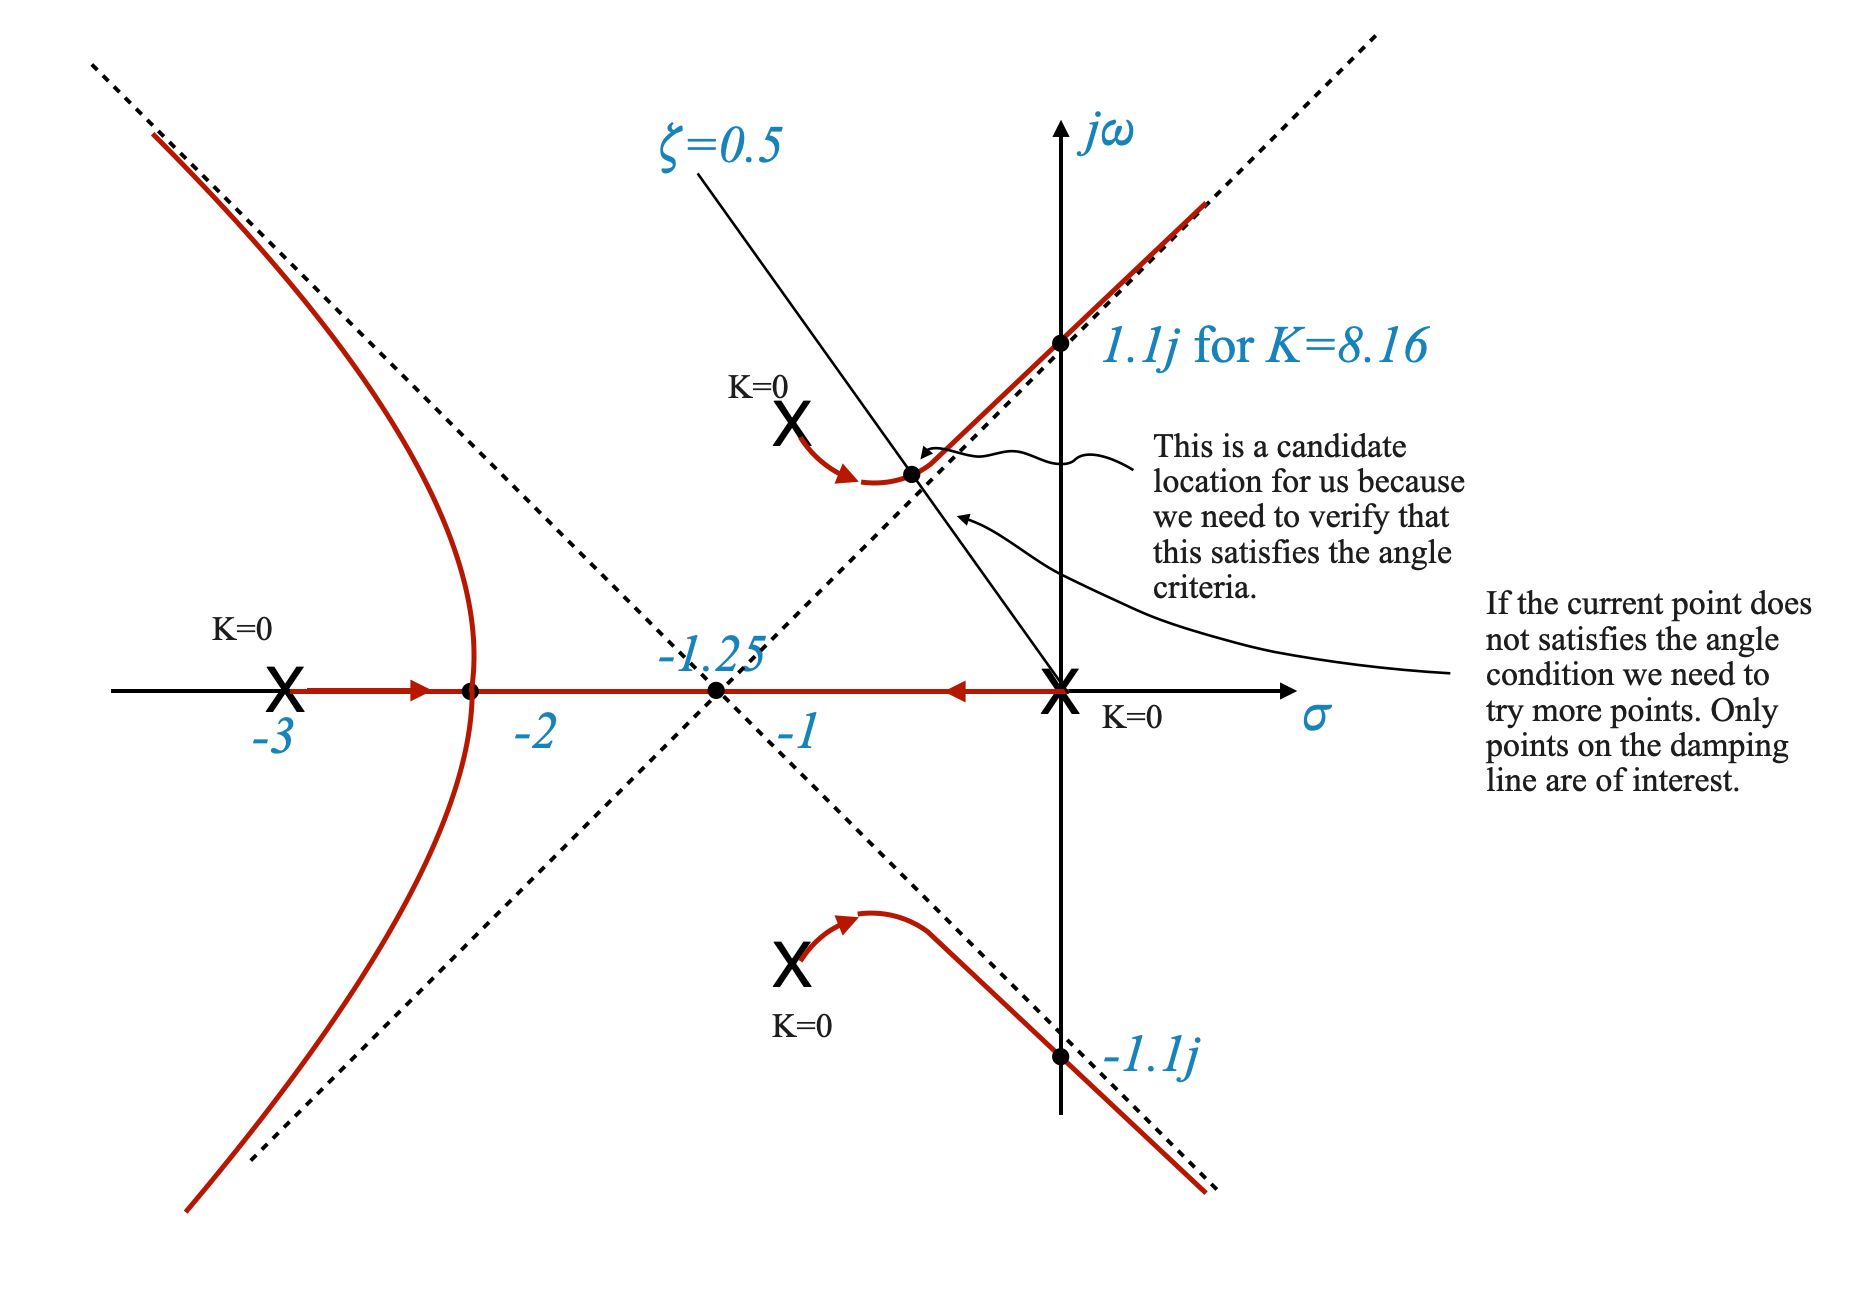 ζ=0.5
jω
1.1j for K=8.16
K=0
This is a candidate
location for us because
we need to verify that
this satisfies the angle
criteria.
If the current point does
not satisfies the angle
condition we need to
try more points. Only
points on the damping
line are of interest.
K=0
-1.25
X
X
X
-3
-2
-1
K=0
σ
X
K=0
-1.1j